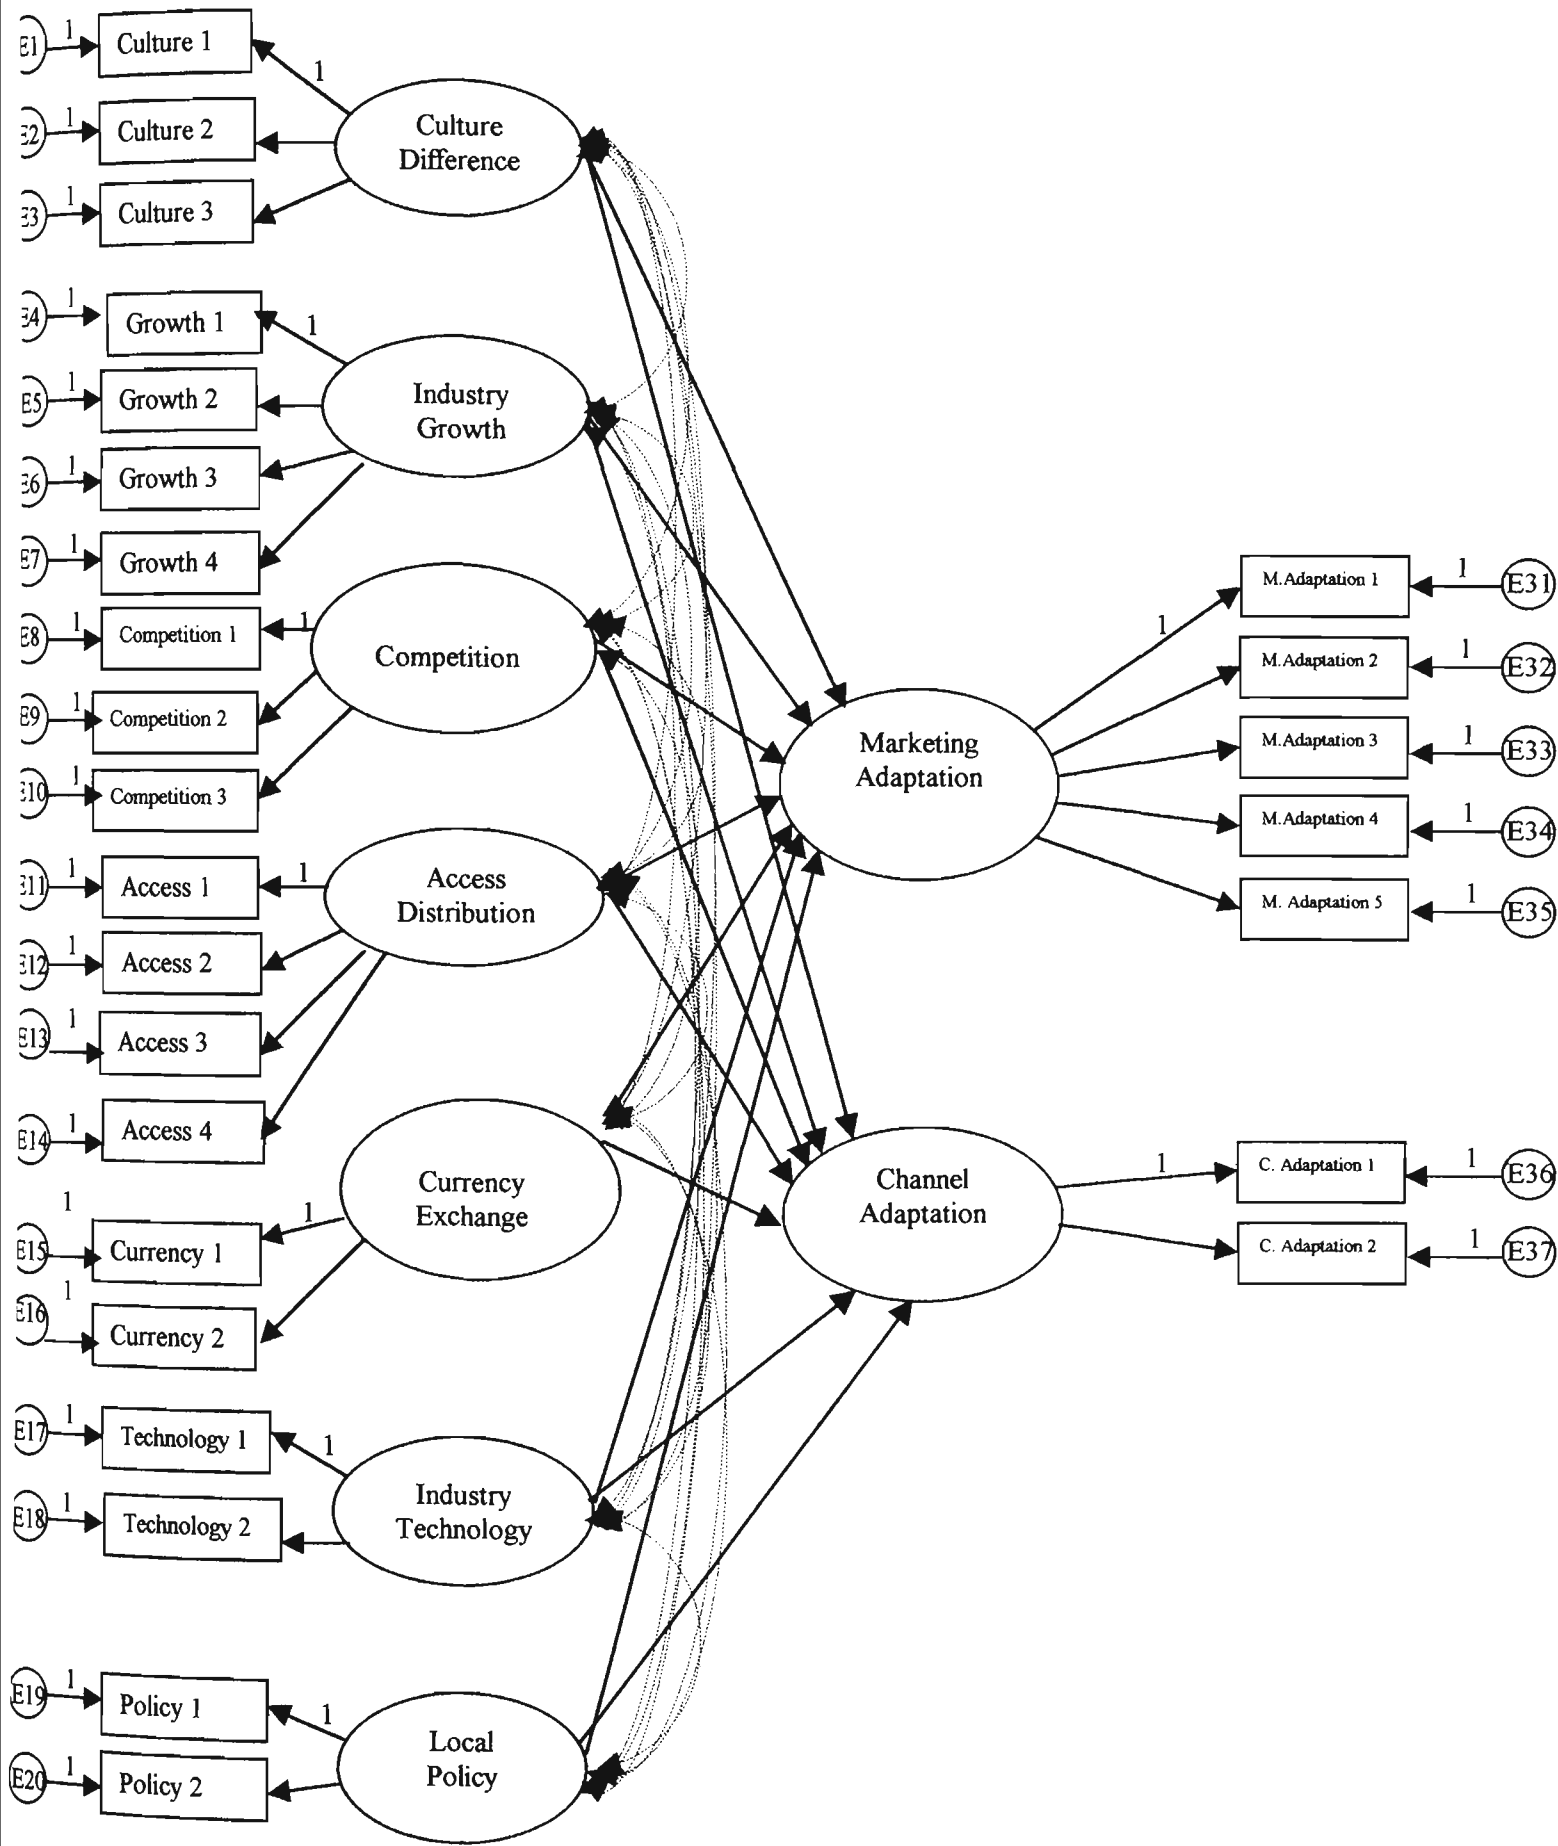 E1 1 Culture 1
1
E2 1 Culture 2
Culture
Difference
E3 1 Culture 3
E4 1 Growth 1
1
E5 1 Growth 2
Industry
Growth
E6 1 Growth 3
E7 1 Growth 4
E8 1 Competition 1
1
Competition
E9 1 Competition 2
E10 1 Competition 3
E11 1 Access 1
1
Access
Distribution
E12 1 Access 2
E13 1 Access 3
E14 1 Access 4
E15 1 Currency 1
1
Currency
Exchange
E16 1 Currency 2
E17 1 Technology 1
1
Industry
Technology
E18 1 Technology 2
E19 1 Policy 1
1
Local
Policy
E20 1 Policy 2
Marketing
Adaptation
1
M.Adaptation 1 1 E31
M.Adaptation 2 1 E32
M.Adaptation 3 1 E33
M.Adaptation 4 1 E34
M. Adaptation 5 1 E35
Channel
Adaptation
1
C. Adaptation 1 1 E36
C. Adaptation 2 1 E37